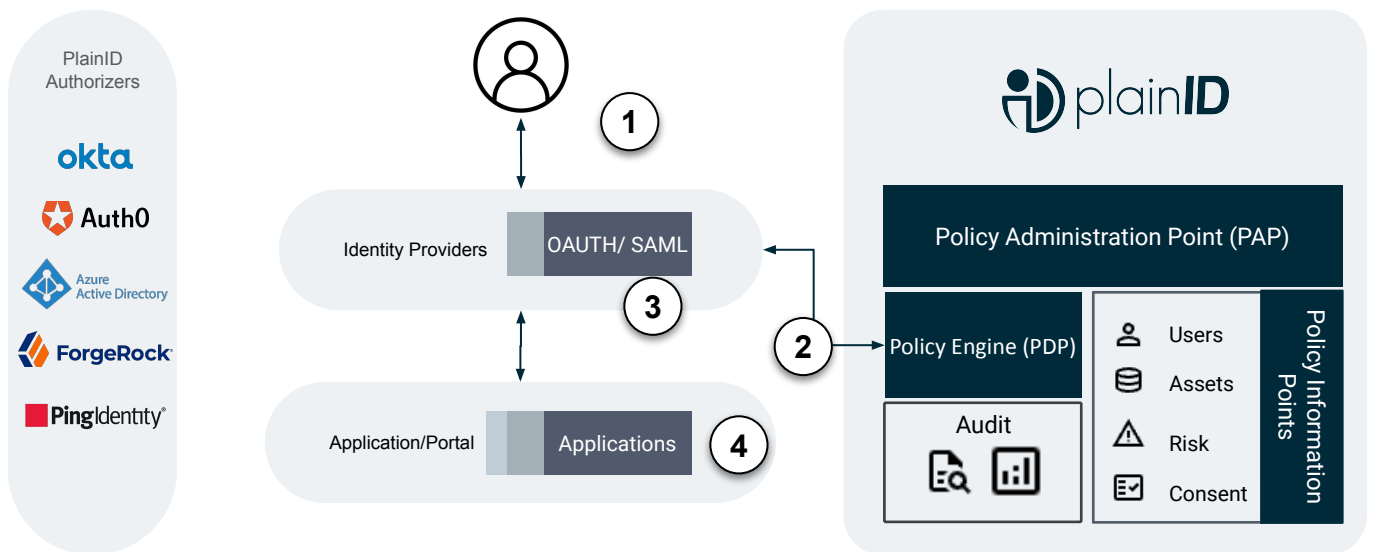 PlainID
Authorizers
okta
Auth0
Azure
Active Directory
ForgeRock
PingIdentity®
1
Identity Providers
OAUTH/ SAML
3
2
Application/Portal
Applications
4
plainID
Policy Administration Point (PAP)
Policy Engine (PDP)
Audit
Users
Assets
Risk
Consent
Policy Information
Points